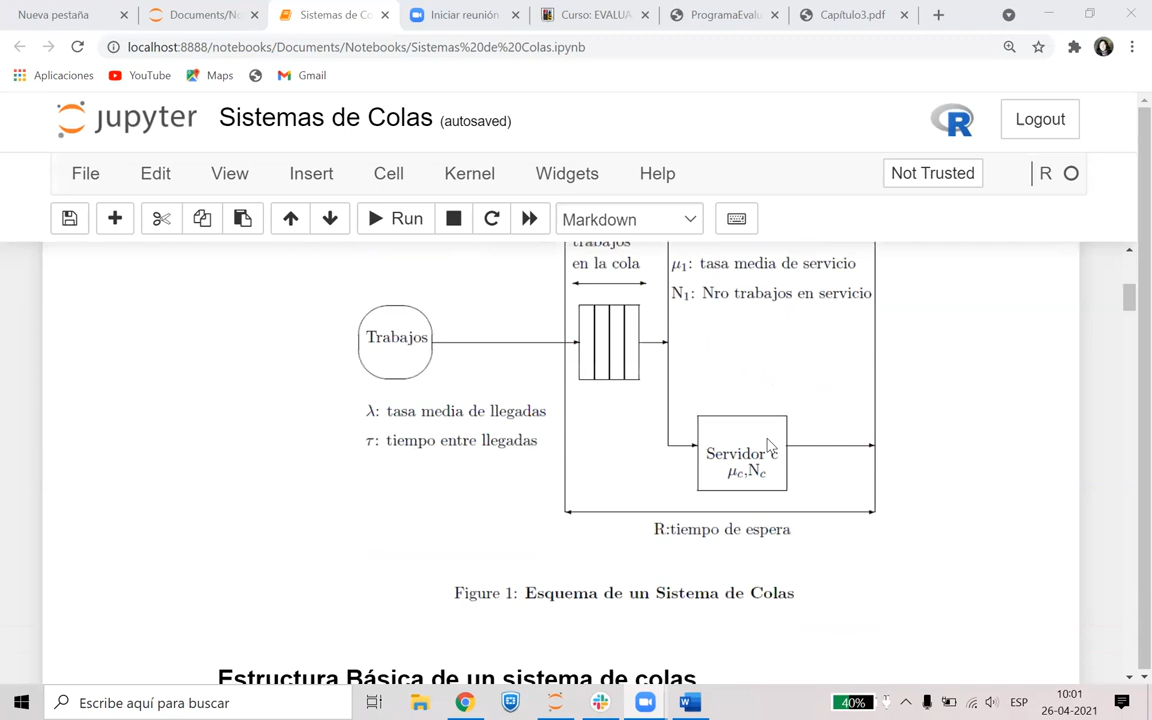 Nueva pestaña
Documents/No
Sistemas de Co
Iniciar reunión
Curso: EVALUA
ProgramaEvalu
Capítulo3.pdf
localhost:8888/notebooks/Documents/Notebooks/Sistemas%20de%20Colas.ipynb
Aplicaciones
YouTube
Maps
Gmail
jupyter
Sistemas de Colas (autosaved)
R
Logout
File
Edit
View
Insert
Cell
Kernel
Widgets
Help
Not Trusted
R
Run
Markdown
trabajos
en la cola
μ₁: tasa media de servicio
N₁: Nro trabajos en servicio
Trabajos
λ: tasa media de llegadas
τ: tiempo entre llegadas
Servidor c
μc,Nc
R:tiempo de espera
Figure 1: Esquema de un Sistema de Colas
Estructura Básica de un sistema de colas
Escribe aquí para buscar
40%
ESP
10:01
26-04-2021